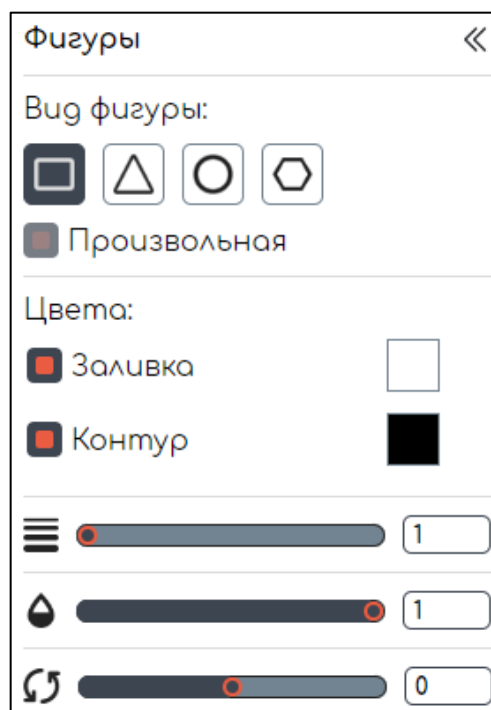 Фигуры
Вид фигуры:
Произвольная
Цвета:
Заливка
Контур
1
1
0